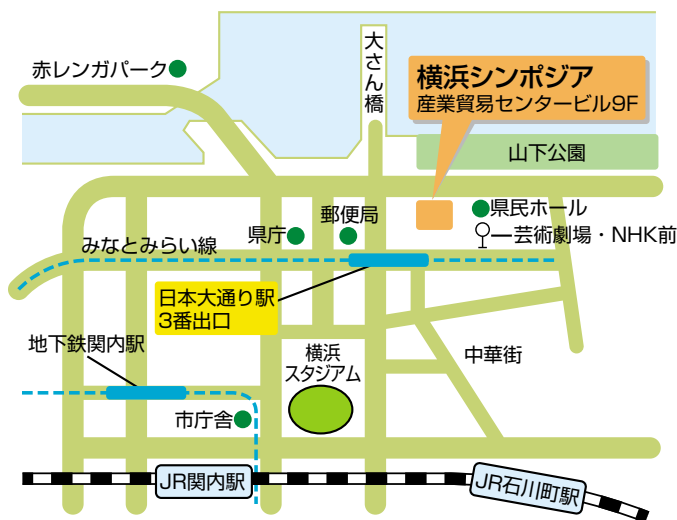 赤レンガパーク
大さん橋
横浜シンポジア
産業貿易センタービル9F
山下公園
県民ホール
芸術劇場・NHK前
郵便局
県庁
みなとみらい線
日本大通り駅
3番出口
地下鉄関内駅
横浜
スタジアム
中華街
市庁舎
JR関内駅
JR石川町駅